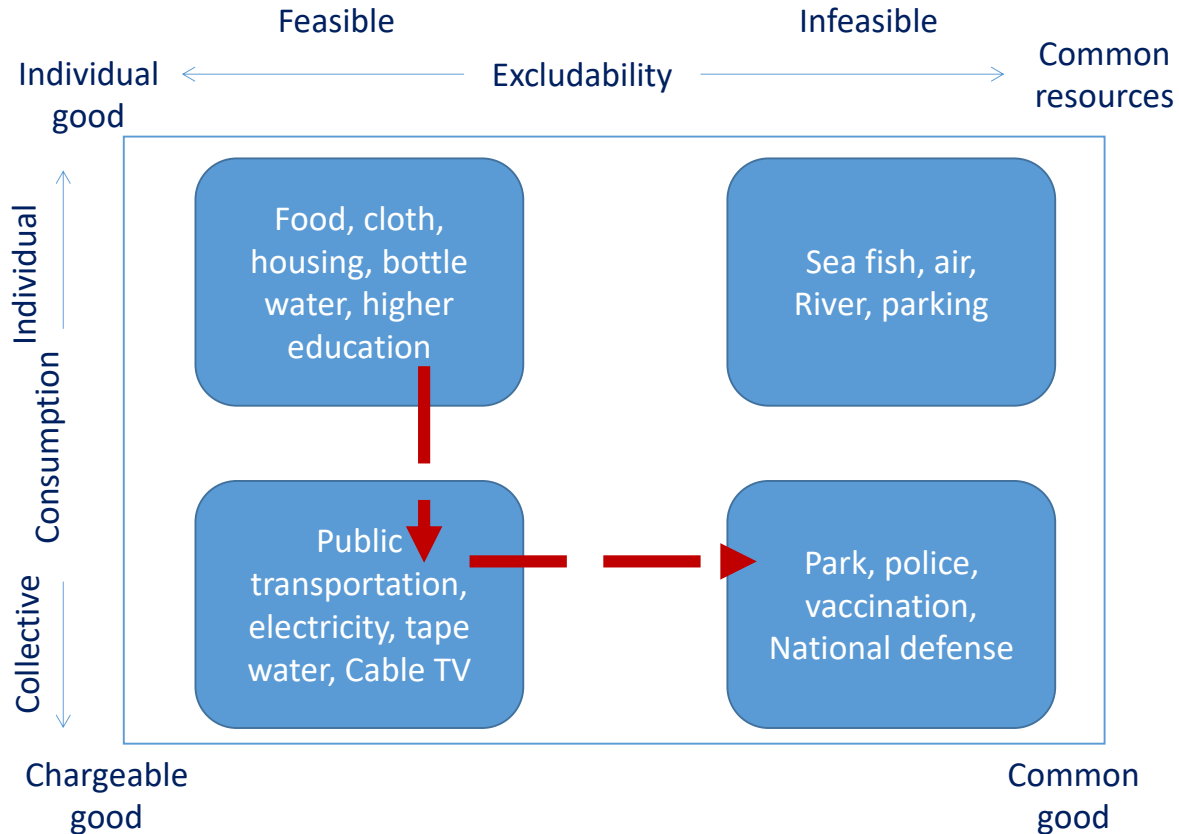 Feasible
Infeasible
Individual
good
Excludability
Common
resources
Individual
Consumption
Collective
Food, cloth,
housing, bottle
water, higher
education
Sea fish, air,
River, parking
Public
transportation,
electricity, tape
water, Cable TV
Park, police,
vaccination,
National defense
Chargeable
good
Common
good